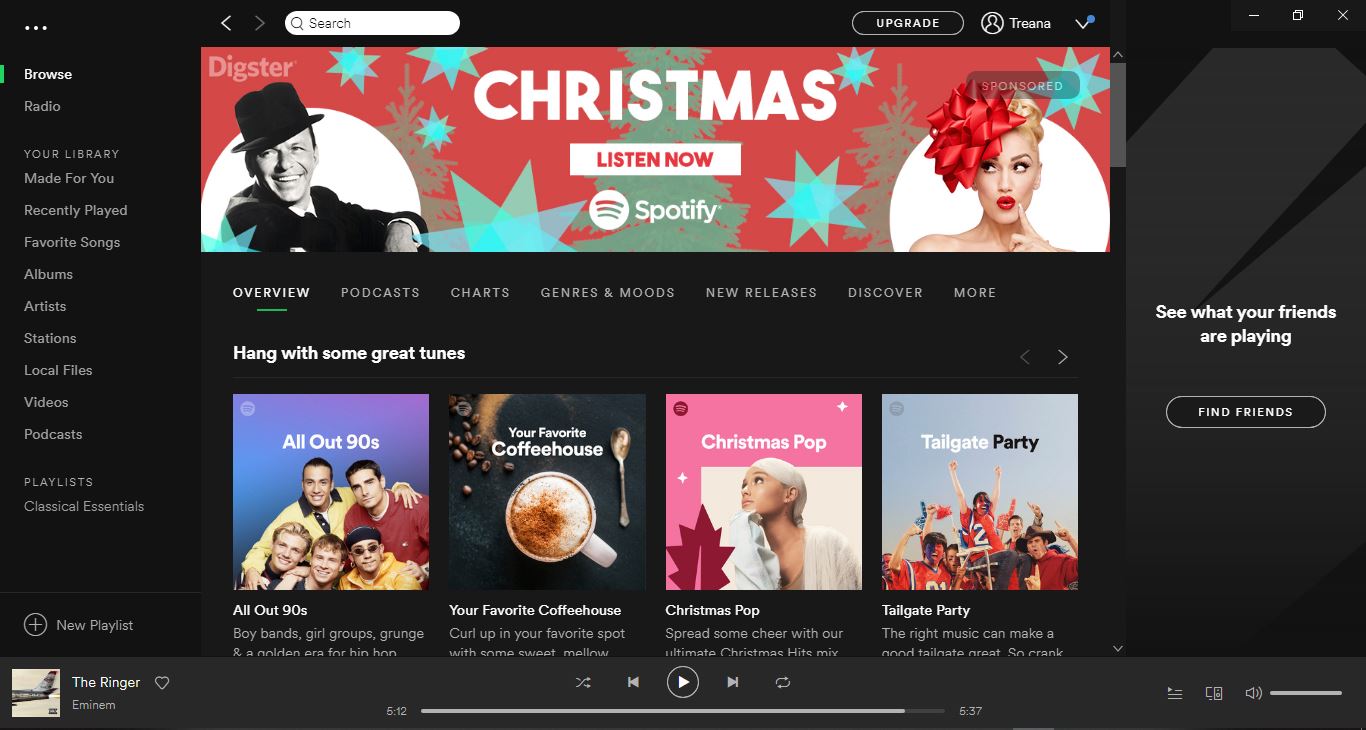 Search
UPGRADE
Treana
Browse
Radio
YOUR LIBRARY
Made For You
Recently Played
Favorite Songs
Albums
Artists
Stations
Local Files
Videos
Podcasts
PLAYLISTS
Classical Essentials
New Playlist
Digster
CHRISTMAS
SPONSORED
LISTEN NOW
Spotify
OVERVIEW PODCASTS CHARTS GENRES & MOODS NEW RELEASES DISCOVER MORE
Hang with some great tunes
All Out 90s
All Out 90s
Boy bands, girl groups, grunge
& a golden era for hip hop
Your Favorite
Coffeehouse
Your Favorite Coffeehouse
Curl up in your favorite spot
with some sweet, mellow
Christmas Pop
Christmas Pop
Spread some cheer with our
ultimate Christmas Hits mix
Tailgate Party
Tailgate Party
The right music can make a
good tailgate great. So crank
See what your friends
are playing
FIND FRIENDS
The Ringer
Eminem
5:12
5:37